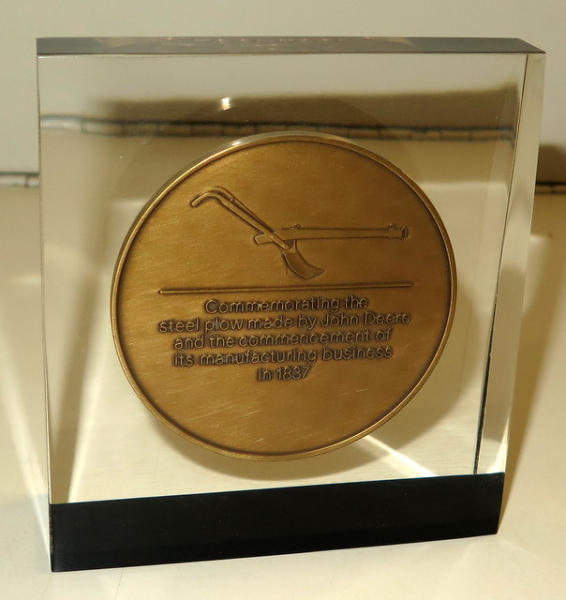 Commemorating the
steel plow made by John Deere
and the commencement of
its manufacturing business
in 1837